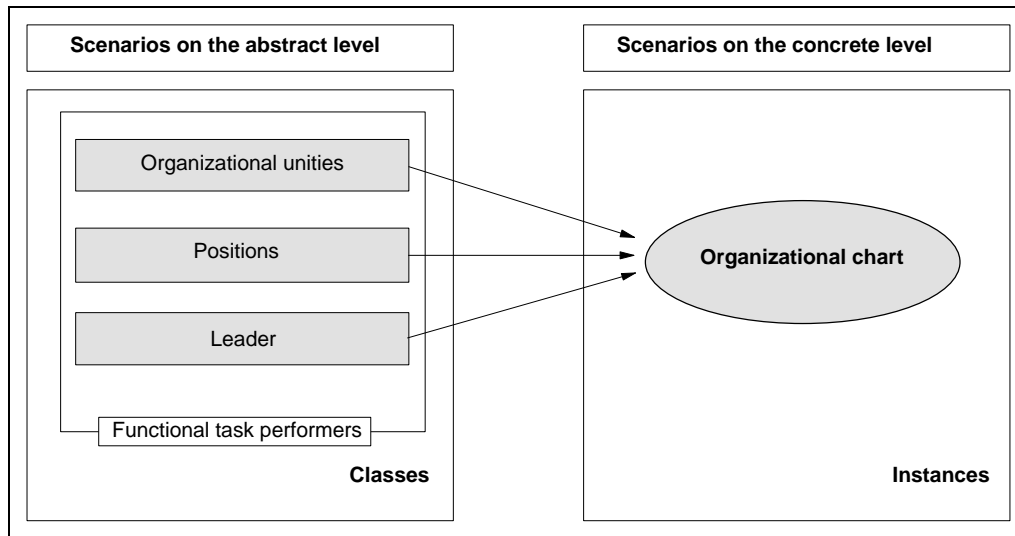 Scenarios on the abstract level
Scenarios on the concrete level
Organizational unities
Positions
Leader
Functional task performers
Classes
Organizational chart
Instances